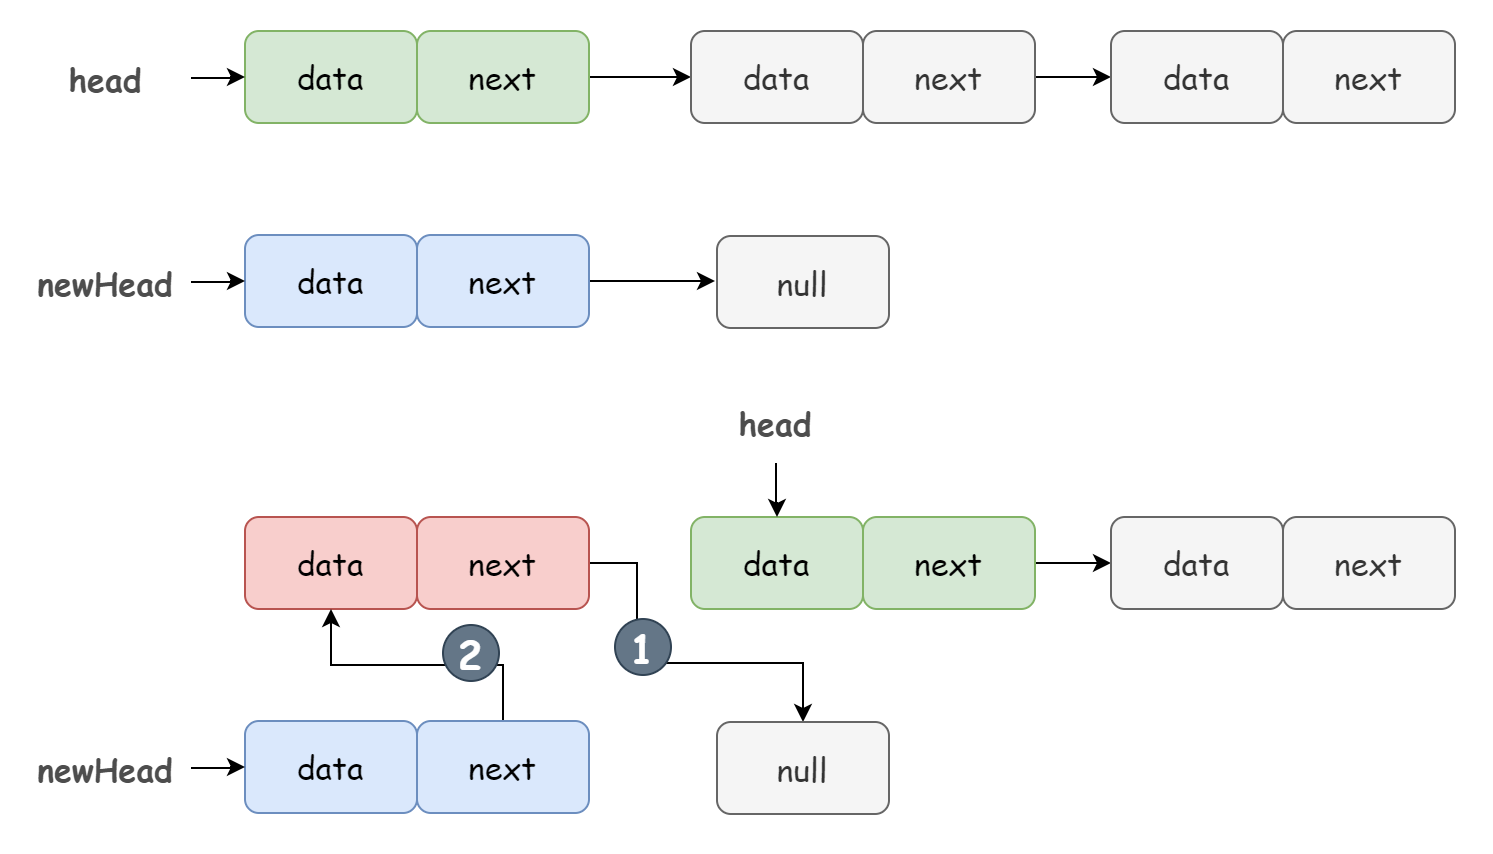 head data next data next data next
newHead data next null
head
data next data next data next
2 1
newHead data next null